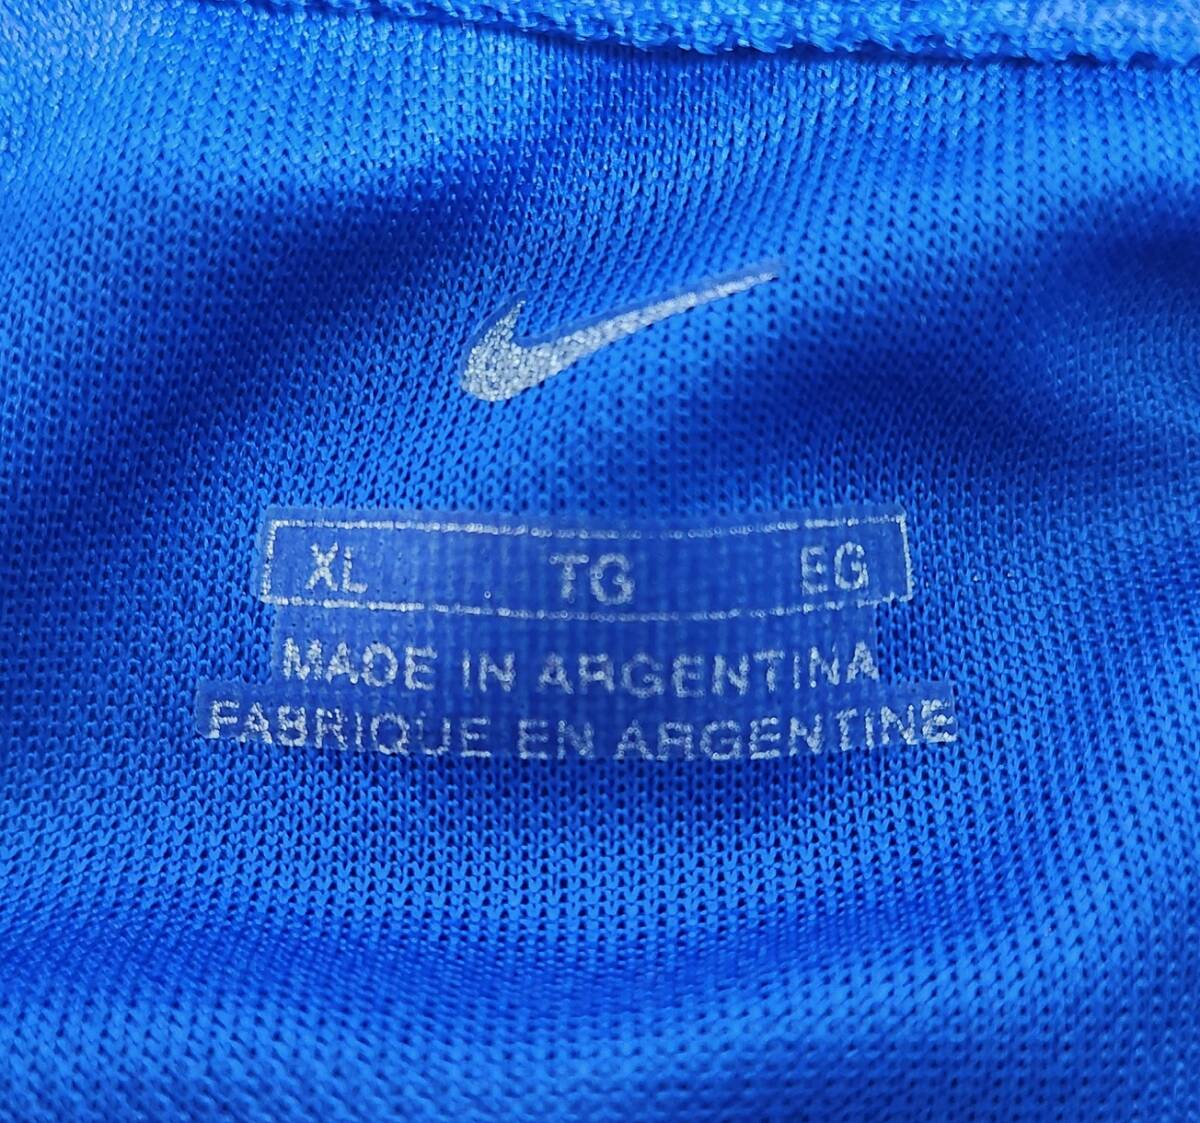 XL TG EG
MADE IN ARGENTINA
FABRIQUE EN ARGENTINE